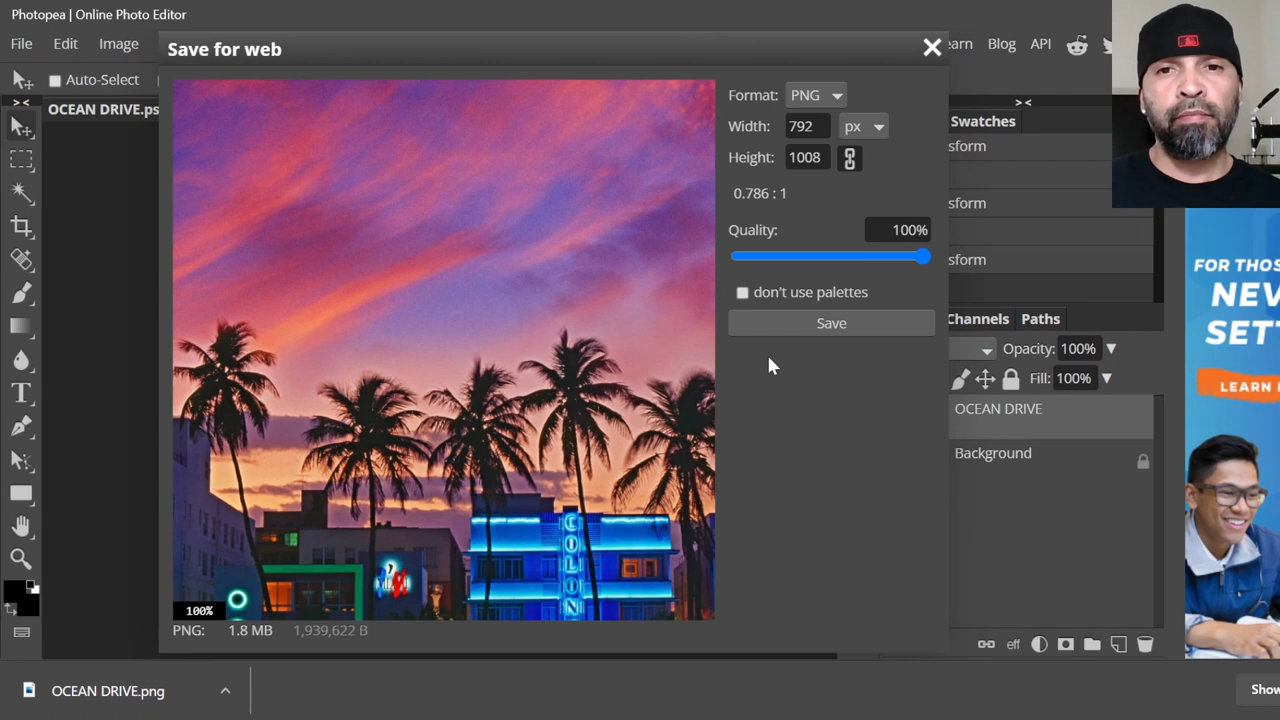 Photopea | Online Photo Editor
File Edit Image
earn Blog API
Save for web
Auto-Select
OCEAN DRIVE.ps
Format: PNG
Width: 792 px
Height: 1008
0.786 : 1
Quality: 100%
don't use palettes
Save
Swatches
sform
sform
sform
Channels Paths
Opacity: 100%
Fill: 100%
OCEAN DRIVE
Background
eff
FOR THOS
NEV
SET
LEARN
COLON
100%
PNG: 1.8 MB 1,939,622 B
OCEAN DRIVE.png
Show